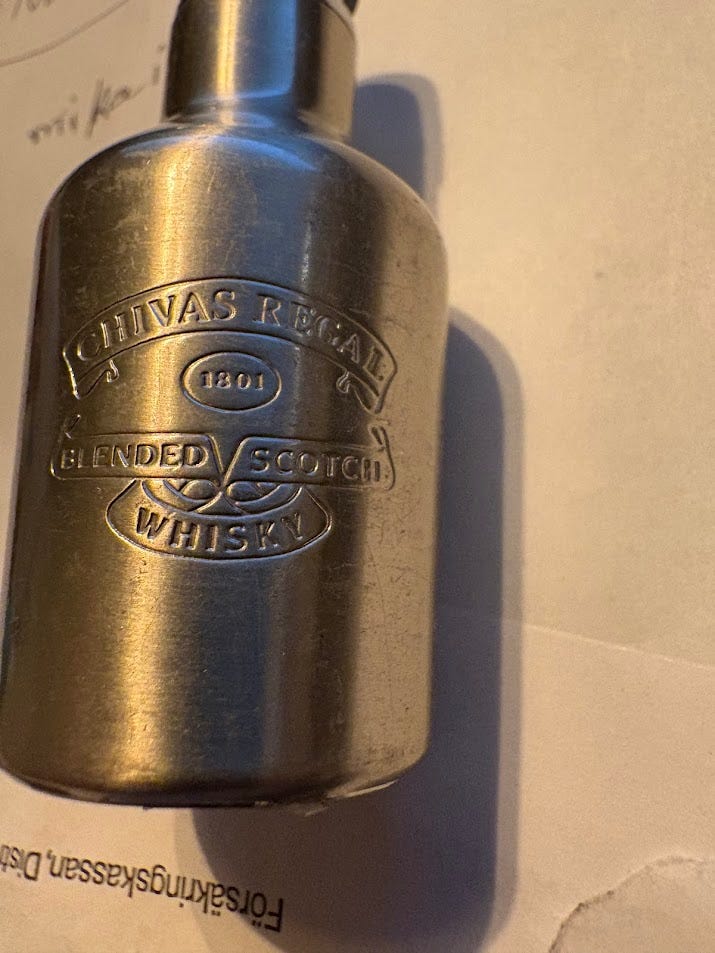 CHIVAS REGAL
1801
BLENDED SCOTCH
WHISKY
Försäkringskassan,